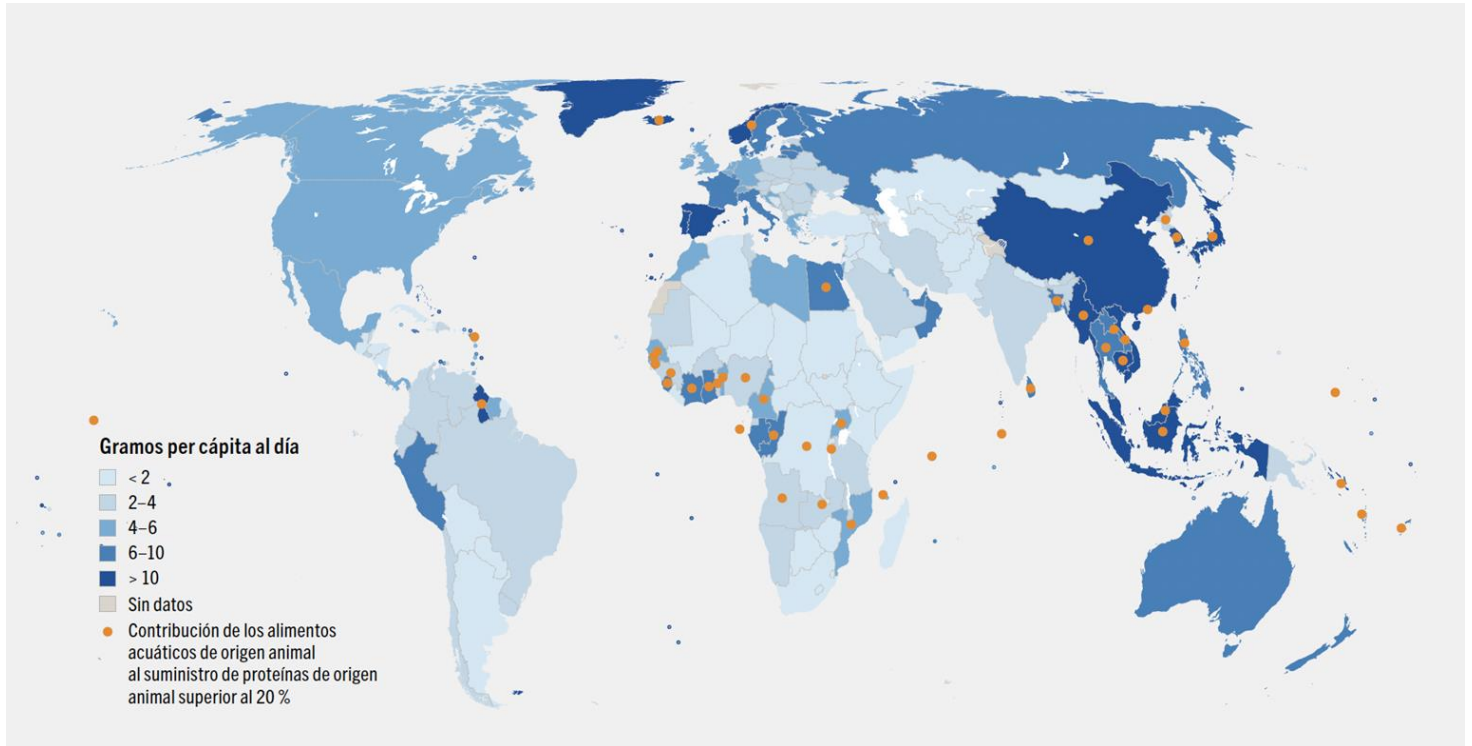 Gramos per cápita al día
< 2
2–4
4–6
6–10
> 10
Sin datos
Contribución de los alimentos
acuáticos de origen animal
al suministro de proteínas de origen
animal superior al 20 %